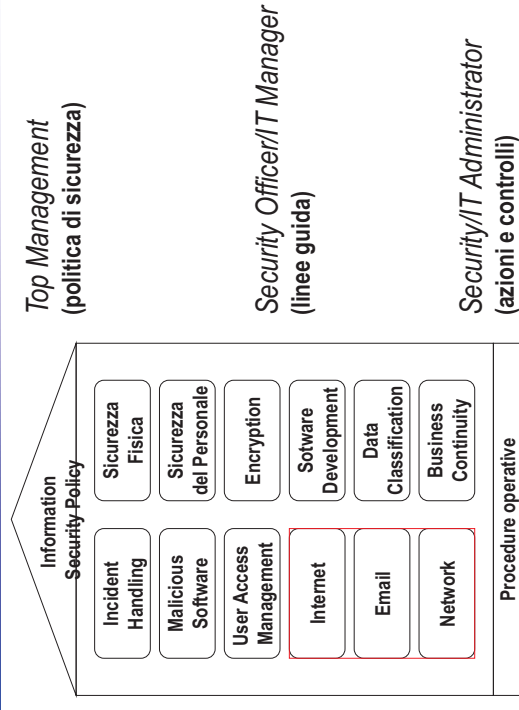 Information
Security Policy
Incident
Handling
Sicurezza
Fisica
Malicious
Software
Sicurezza
del Personale
User Access
Management
Encryption
Internet
Sotware
Development
Email
Data
Classification
Network
Business
Continuity
Procedure operative
Top Management
(politica di sicurezza)
Security Officer/IT Manager
(linee guida)
Security/IT Administrator
(azioni e controlli)